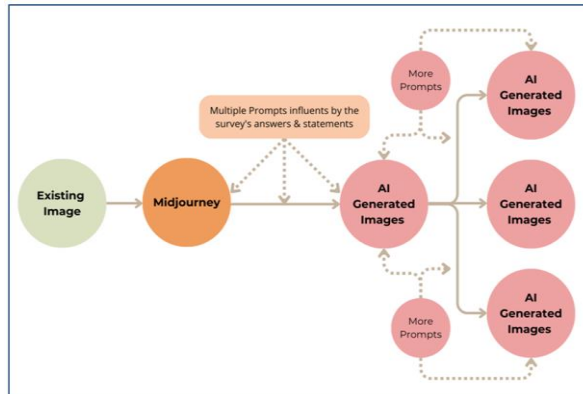 Multiple Prompts influents by the
survey's answers & statements
Existing
Image
Midjourney
AI
Generated
Images
More
Prompts
More
Prompts
AI
Generated
Images
AI
Generated
Images
AI
Generated
Images